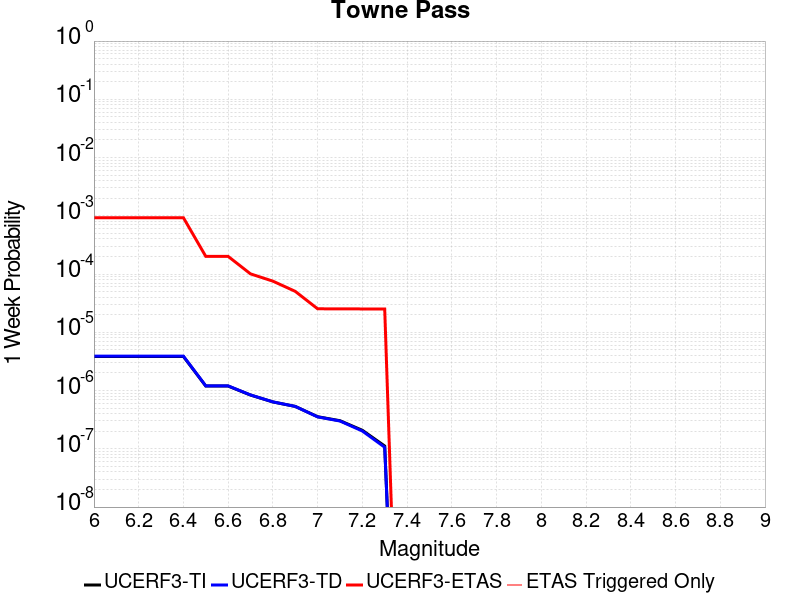 Towne Pass
10^0
10^-1
10^-2
10^-3
10^-4
10^-5
10^-6
10^-7
10^-8
1 Week Probability
6 6.2 6.4 6.6 6.8 7 7.2 7.4 7.6 7.8 8 8.2 8.4 8.6 8.8 9
Magnitude
UCERF3-TI UCERF3-TD UCERF3-ETAS ETAS Triggered Only